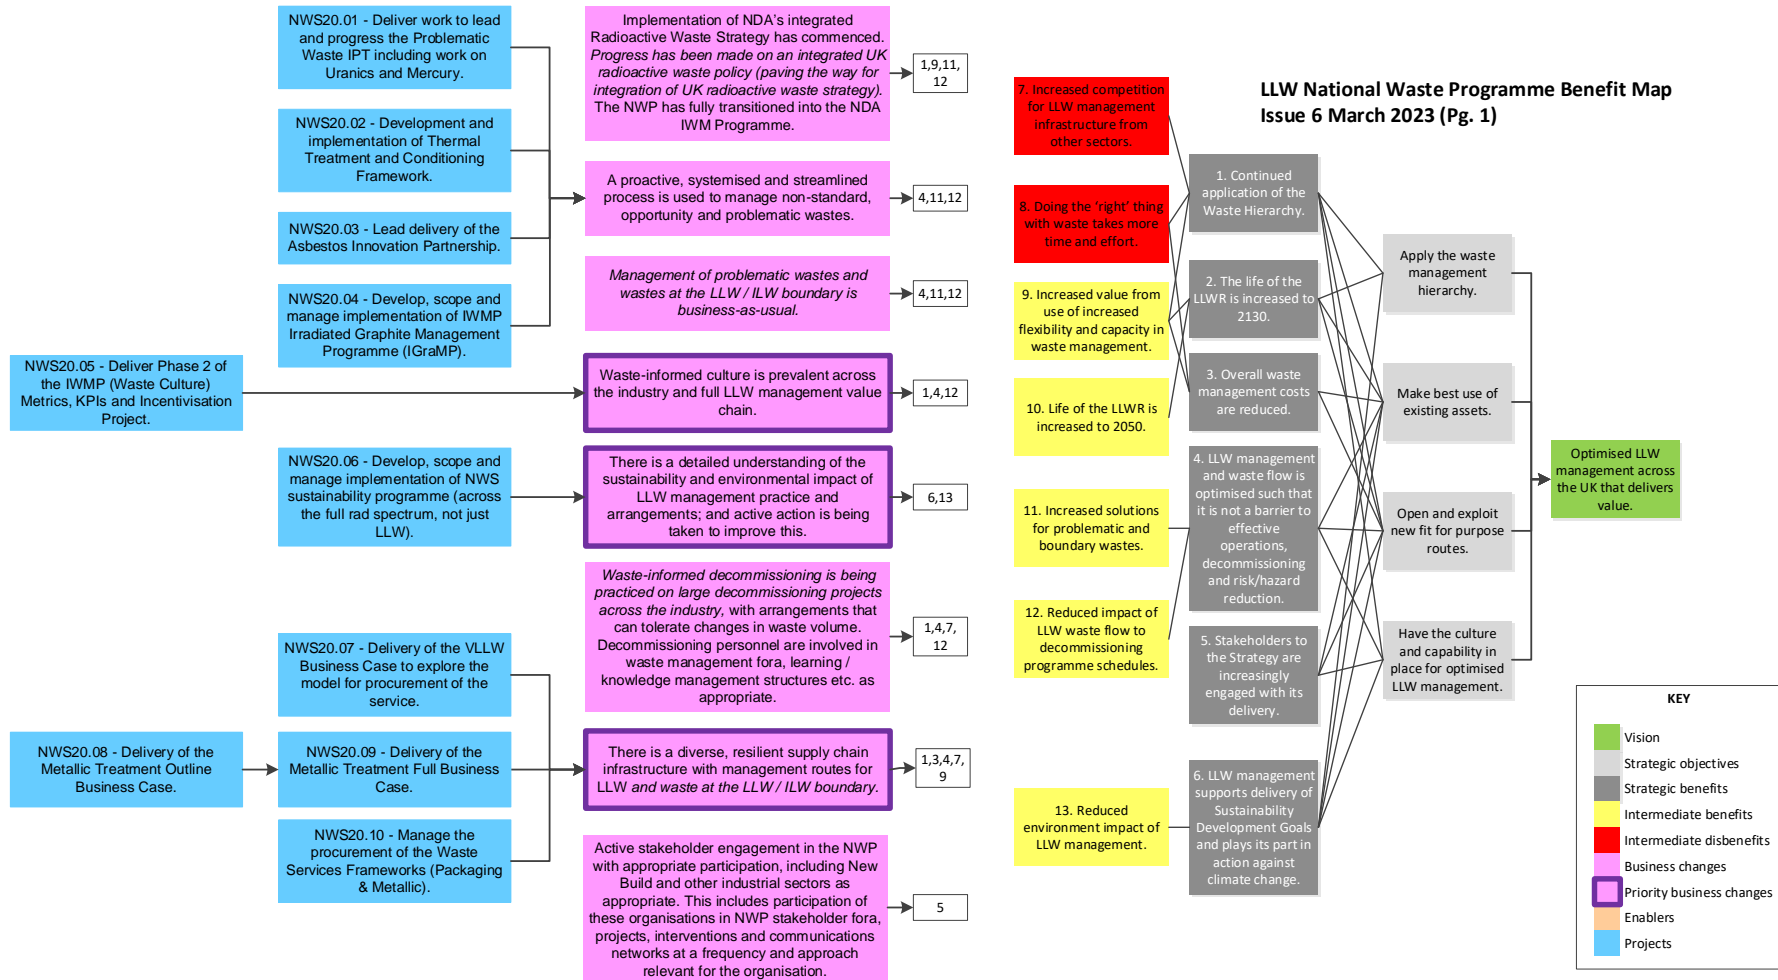 NWS20.01 - Deliver work to lead
and progress the Problematic
Waste IPT including work on
Uranics and Mercury.
NWS20.02 - Development and
implementation of Thermal
Treatment and Conditioning
Framework.
NWS20.03 - Lead delivery of the
Asbestos Innovation Partnership.
NWS20.04 - Develop, scope and
manage implementation of IWMP
Irradiated Graphite Management
Programme (IGraMP).
NWS20.05 - Deliver Phase 2 of
the IWMP (Waste Culture)
Metrics, KPIs and Incentivisation
Project.
NWS20.06 - Develop, scope and
manage implementation of NWS
sustainability programme (across
the full rad spectrum, not just
LLW).
NWS20.07 - Delivery of the VLLW
Business Case to explore the
model for procurement of the
service.
NWS20.08 - Delivery of the
Metallic Treatment Outline
Business Case.
NWS20.09 - Delivery of the
Metallic Treatment Full Business
Case.
NWS20.10 - Manage the
procurement of the Waste
Services Frameworks (Packaging
& Metallic).
Implementation of NDA's integrated
Radioactive Waste Strategy has commenced.
Progress has been made on an integrated UK
radioactive waste policy (paving the way for
integration of UK radioactive waste strategy).
The NWP has fully transitioned into the NDA
IWM Programme.
1,9,11,
12
A proactive, systemised and streamlined
process is used to manage non-standard,
opportunity and problematic wastes.
4,11,12
Management of problematic wastes and
wastes at the LLW / ILW boundary is
business-as-usual.
4,11,12
Waste-informed culture is prevalent across
the industry and full LLW management value
chain.
1,4,12
There is a detailed understanding of the
sustainability and environmental impact of
LLW management practice and
arrangements; and active action is being
taken to improve this.
6,13
Waste-informed decommissioning is being
practiced on large decommissioning projects
across the industry, with arrangements that
can tolerate changes in waste volume.
Decommissioning personnel are involved in
waste management fora, learning /
knowledge management structures etc. as
appropriate.
1,4,7,
12
There is a diverse, resilient supply chain
infrastructure with management routes for
LLW and waste at the LLW / ILW boundary.
1,3,4,7,
9
Active stakeholder engagement in the NWP
with appropriate participation, including New
Build and other industrial sectors as
appropriate. This includes participation of
these organisations in NWP stakeholder fora,
projects, interventions and communications
networks at a frequency and approach
relevant for the organisation.
5
LLW National Waste Programme Benefit Map
Issue 6 March 2023 (Pg. 1)
7. Increased competition
for LLW management
infrastructure from
other sectors.
8. Doing the 'right' thing
with waste takes more
time and effort.
9. Increased value from
use of increased
flexibility and capacity in
waste management.
10. Life of the LLWR is
increased to 2050.
11. Increased solutions
for problematic and
boundary wastes.
12. Reduced impact of
LLW waste flow to
decommissioning
programme schedules.
13. Reduced
environment impact of
LLW management.
1. Continued
application of the
Waste Hierarchy.
2. The life of the
LLWR is increased to
2130.
3. Overall waste
management costs
are reduced.
4. LLW management
and waste flow is
optimised such that
it is not a barrier to
effective
operations,
decommissioning
and risk/hazard
reduction.
5. Stakeholders to
the Strategy are
increasingly
engaged with its
delivery.
6. LLW management
supports delivery of
Sustainability
Development Goals
and plays its part in
action against
climate change.
Apply the waste
management
hierarchy.
Make best use of
existing assets.
Open and exploit
new fit for purpose
routes.
Have the culture
and capability in
place for optimised
LLW management.
Optimised LLW
management across
the UK that delivers
value.
KEY
Vision
Strategic objectives
Strategic benefits
Intermediate benefits
Intermediate disbenefits
Business changes
Priority business changes
Enablers
Projects